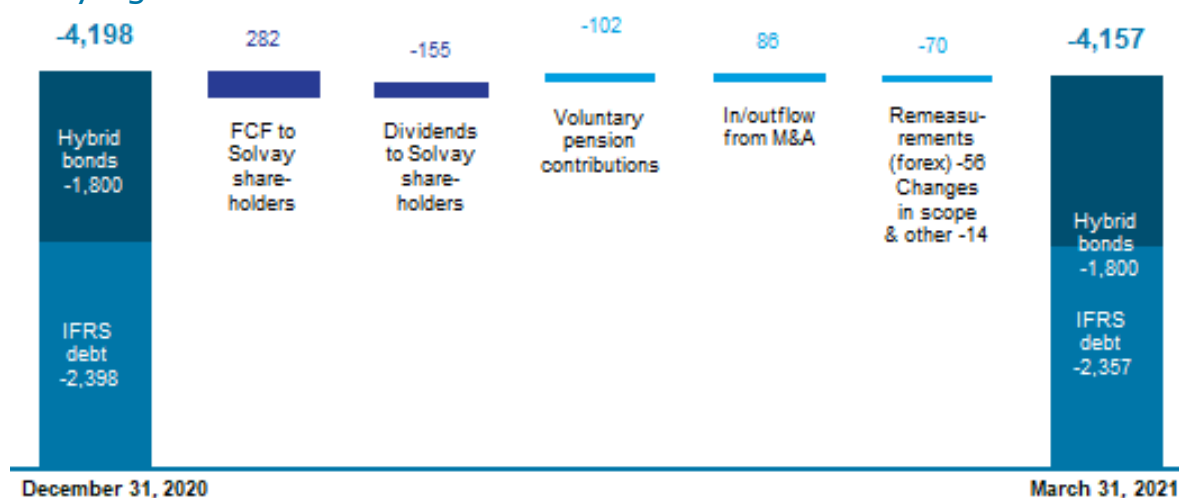 -4,198
282
-155
-102
86
-70
-4,157
Hybrid
bonds
-1,800
FCF to
Solvay
share-
holders
Dividends
to Solvay
share-
holders
Voluntary
pension
contributions
In/outflow
from M&A
Remeasu-
rements
(forex) -56
Changes
in scope
& other -14
Hybrid
bonds
-1,800
IFRS
debt
-2,398
IFRS
debt
-2,357
December 31, 2020
March 31, 2021